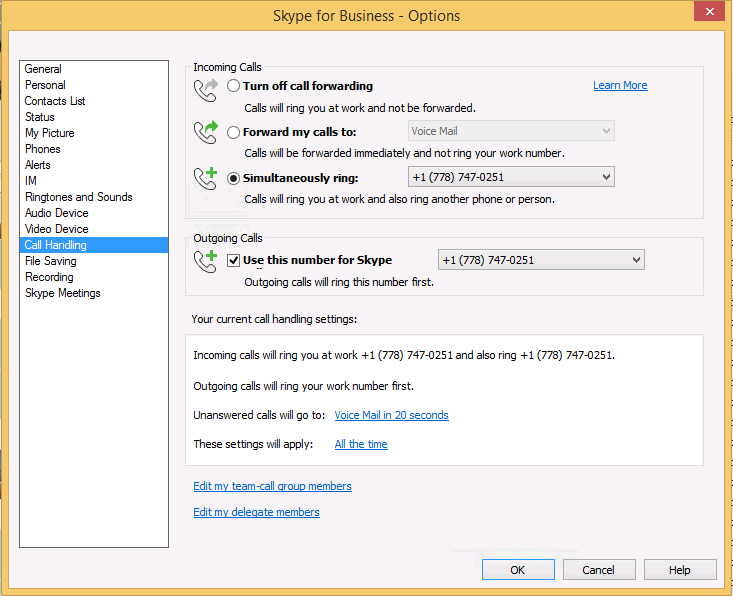 Skype for Business - Options
General
Personal
Contacts List
Status
My Picture
Phones
Alerts
IM
Ringtones and Sounds
Audio Device
Video Device
Call Handling
File Saving
Recording
Skype Meetings
Incoming Calls
Turn off call forwarding
Learn More
Calls will ring you at work and not be forwarded.
Forward my calls to:
Voice Mail
Calls will be forwarded immediately and not ring your work number.
Simultaneously ring:
+1 (778) 747-0251
Calls will ring you at work and also ring another phone or person.
Outgoing Calls
Use this number for Skype
+1 (778) 747-0251
Outgoing calls will ring this number first.
Your current call handling settings:
Incoming calls will ring you at work +1 (778) 747-0251 and also ring +1 (778) 747-0251.
Outgoing calls will ring your work number first.
Unanswered calls will go to: Voice Mail in 20 seconds
These settings will apply: All the time
Edit my team-call group members
Edit my delegate members
OK
Cancel
Help